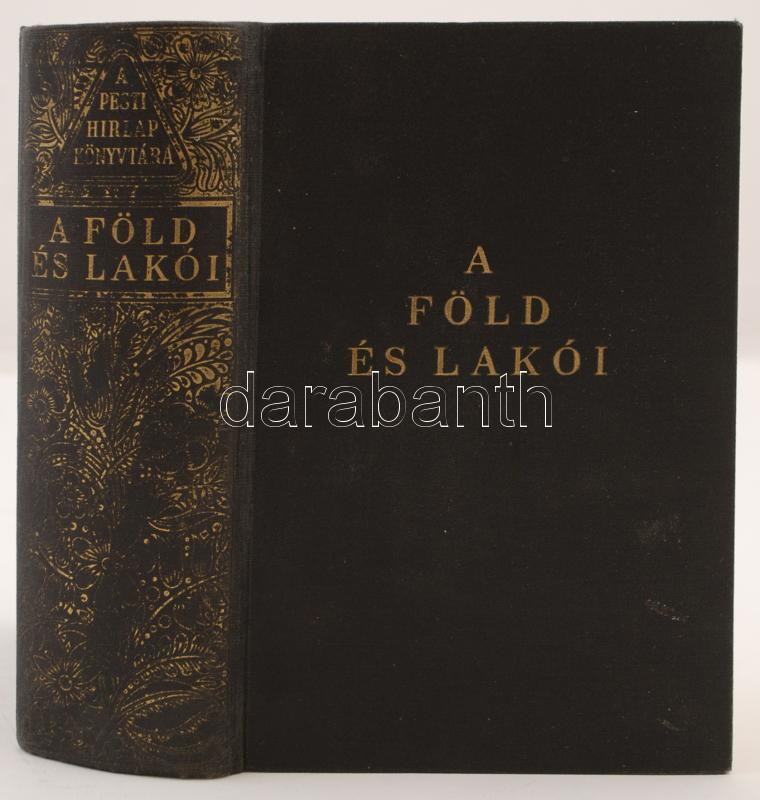 A
PESTI
HIRLAP
KÖNYVTÁRA
A FÖLD
ÉS LAKÓI
A
FÖLD
ÉS LAKÓI
darabanth